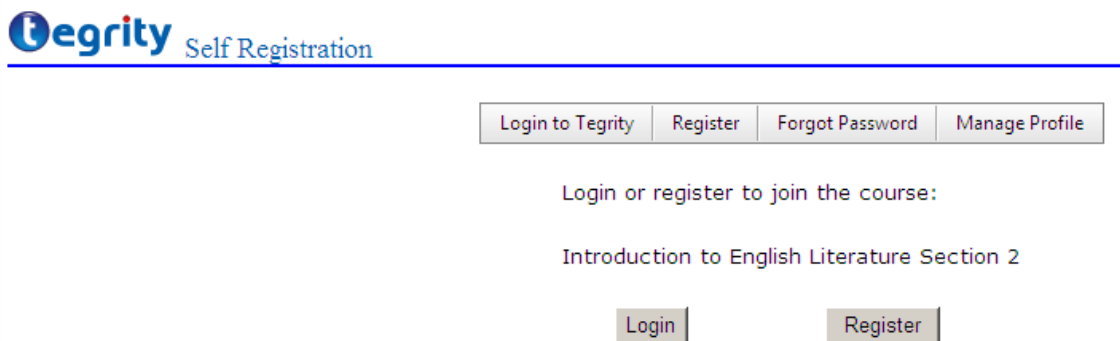 tegrity Self Registration
Login to Tegrity Register Forgot Password Manage Profile
Login or register to join the course:
Introduction to English Literature Section 2
Login Register